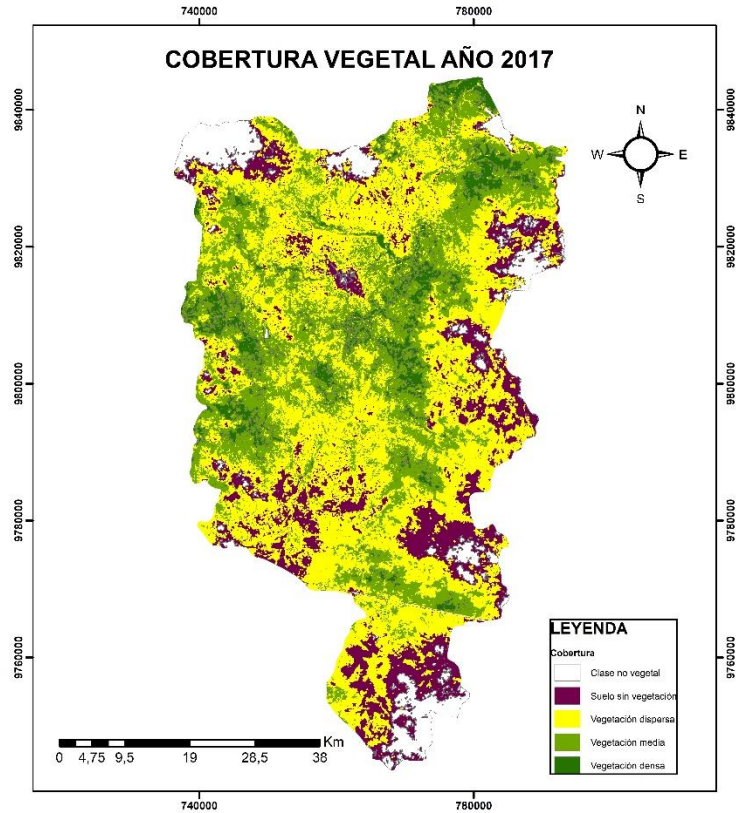 740000 780000
COBERTURA VEGETAL AÑO 2017
9840000 9840000
N
W E
S
9820000 9820000
9800000 9800000
9780000 9780000
9760000 9760000
LEYENDA
Cobertura
Clase no vegetal
Suelo sin vegetación
Vegetación dispersa
Vegetación media
Vegetación densa
Km
0 4,75 9,5 19 28,5 38
740000 780000